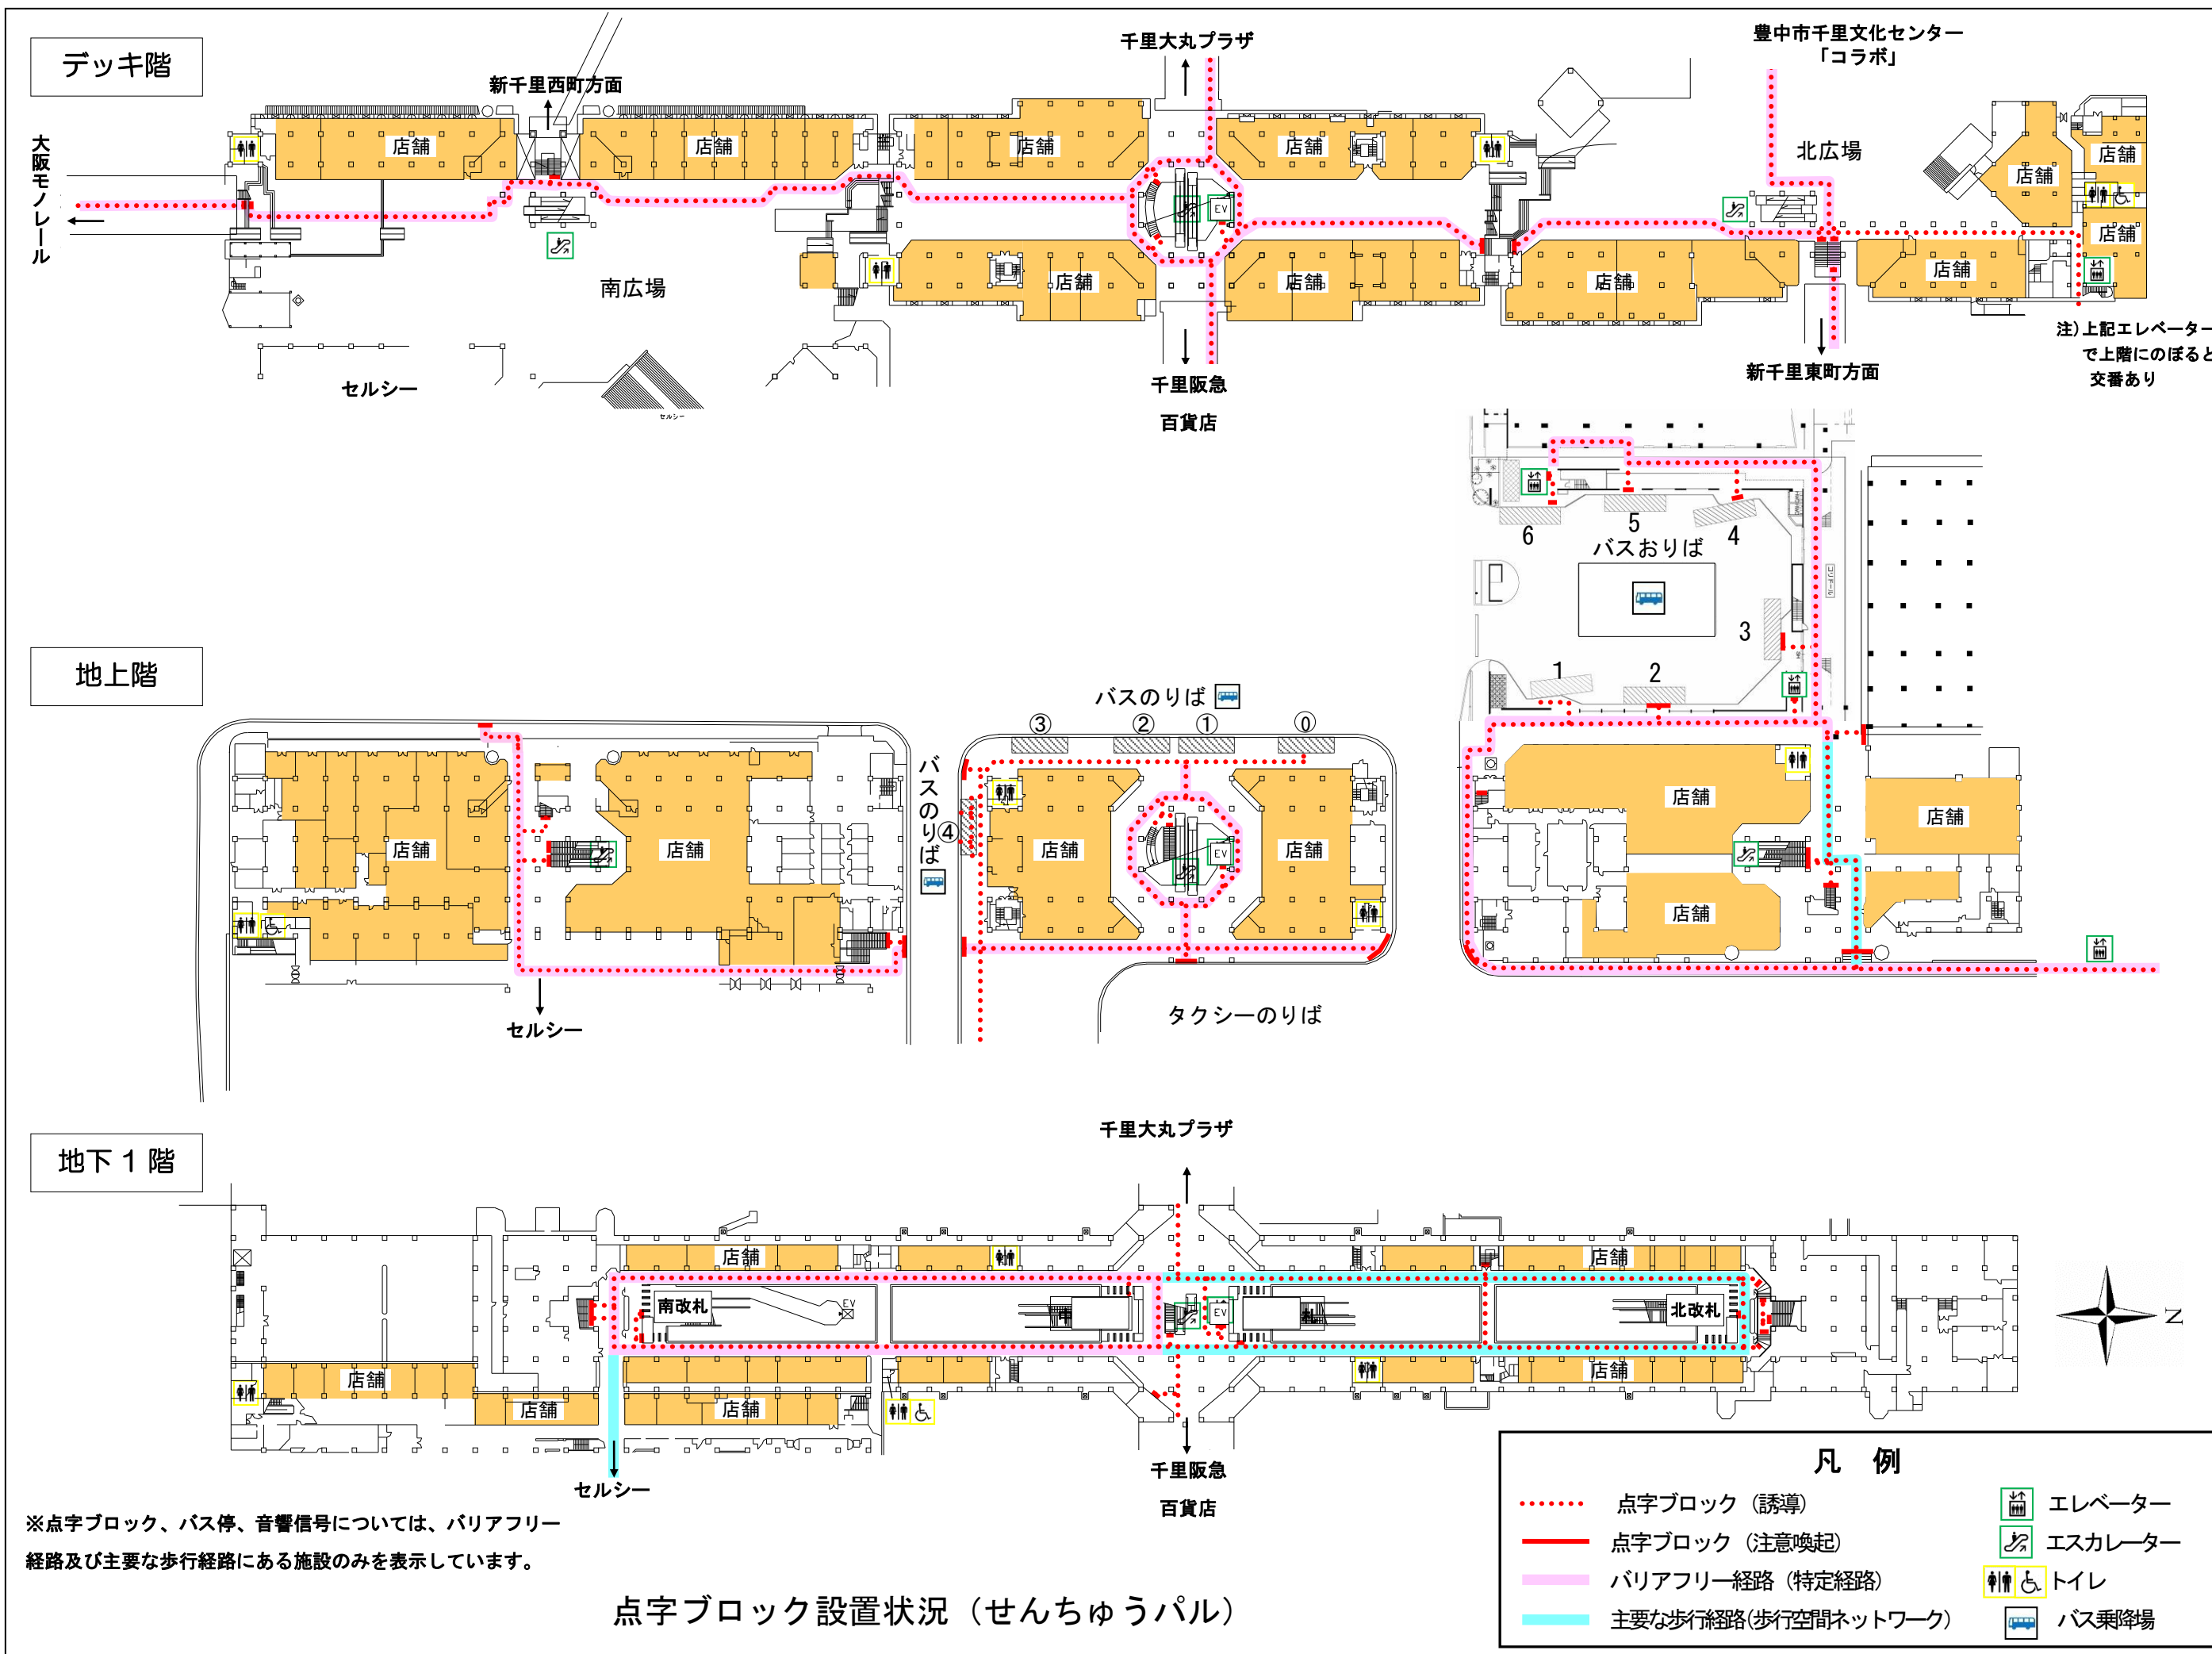 デッキ階
千里大丸プラザ
豊中市千里文化センター
「コラボ」
新千里西町方面
大阪モノレール
店舗
店舗
店舗
店舗
北広場
店舗
店舗
EV
店舗
南広場
店舗
店舗
店舗
店舗
注)上記エレベーター
で上階にのぼると
交番あり
セルシー
セルシー
千里阪急
百貨店
新千里東町方面
6
5
4
バスおりば
3
1
2
地上階
バスのりば
③
②
①
⓪
バスのりば
④
店舗
店舗
店舗
EV
店舗
店舗
店舗
店舗
セルシー
タクシーのりば
地下1階
千里大丸プラザ
店舗
店舗
南改札
EV
中
EV
札
北改札
N
店舗
店舗
店舗
店舗
セルシー
千里阪急
百貨店
※点字ブロック、バス停、音響信号については、バリアフリー
経路及び主要な歩行経路にある施設のみを表示しています。
点字ブロック設置状況（せんちゅうパル）
凡 例
点字ブロック（誘導）
エレベーター
点字ブロック（注意喚起）
エスカレーター
バリアフリー経路（特定経路）
トイレ
主要な歩行経路(歩行空間ネットワーク)
バス乗降場